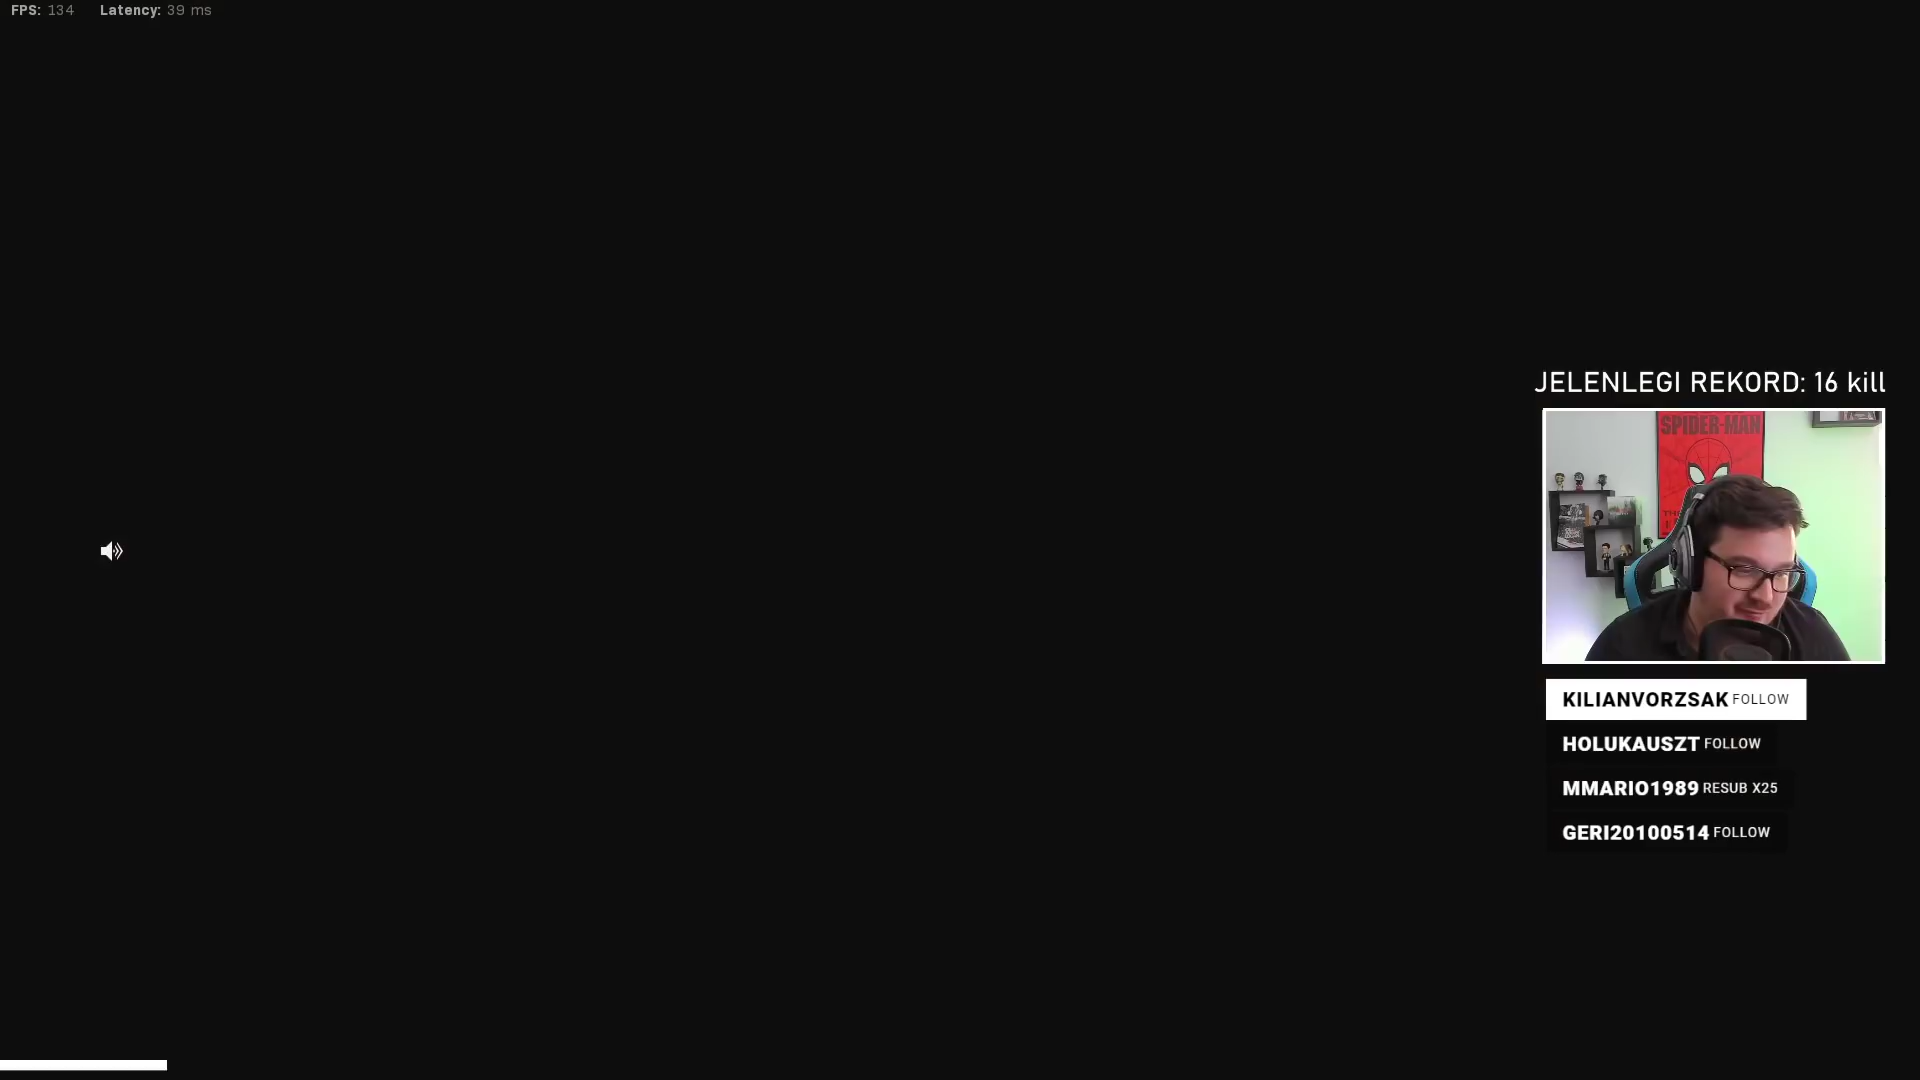 FPS: 134 Latency: 39 ms
JELENLEGI REKORD: 16 kill
SPIDER-MAN
KILIANVORZSAK FOLLOW
HOLUKAUSZT FOLLOW
MMARIO1989 RESUB X25
GERI20100514 FOLLOW